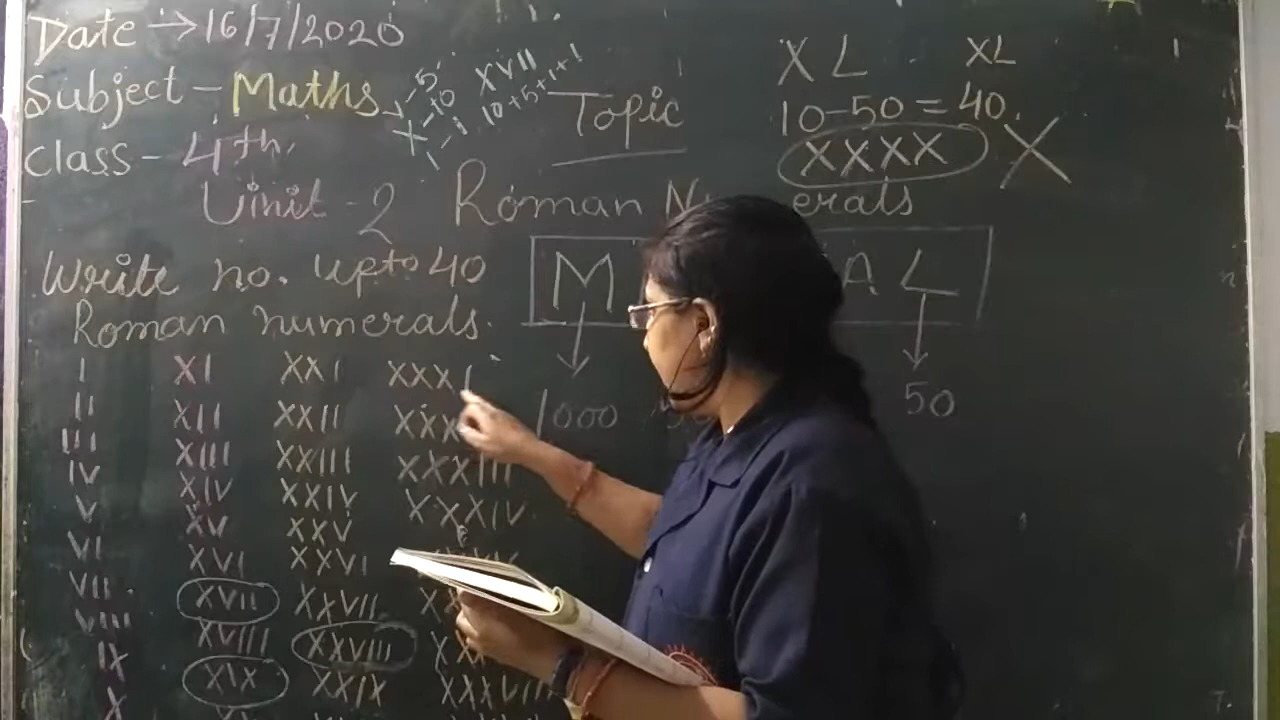 Date →16/7/2020
Subject - Maths
Class - 4th.
V-5
X-10
I-1
XVII
10+5+1+1
Topic
XL XL
10-50 = 40.
XXXX X
Unit-2 Roman erals
Write no. upto 40
Roman numerals.
M A L
1000 50
I XI XXI XXXI
II XII XXII
III XIII XXIII XXXIII
IV XIV XXIV XXXIV
V XV XXV
VI XVI XXVI
VII XVII XXVII
VIII XVIII XXVIII
IX XIX XXIX
X